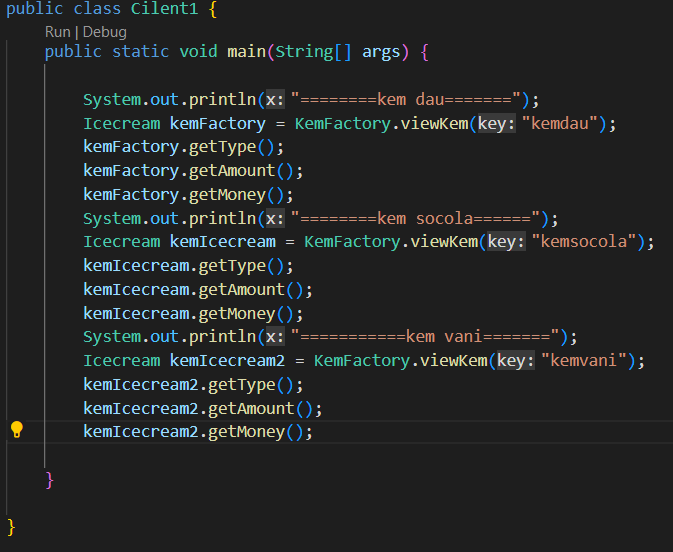 public class Cilent1 {
Run | Debug
public static void main(String[] args) {
System.out.println(x: "========kem dau=======");
Icecream kemFactory = KemFactory.viewKem(key: "kemdau");
kemFactory.getType();
kemFactory.getAmount();
kemFactory.getMoney();
System.out.println(x: "========kem socola======");
Icecream kemIcecream = KemFactory.viewKem(key: "kemsocola");
kemIcecream.getType();
kemIcecream.getAmount();
kemIcecream.getMoney();
System.out.println(x: "===========kem vani=======");
Icecream kemIcecream2 = KemFactory.viewKem(key: "kemvani");
kemIcecream2.getType();
kemIcecream2.getAmount();
kemIcecream2.getMoney();
}
}